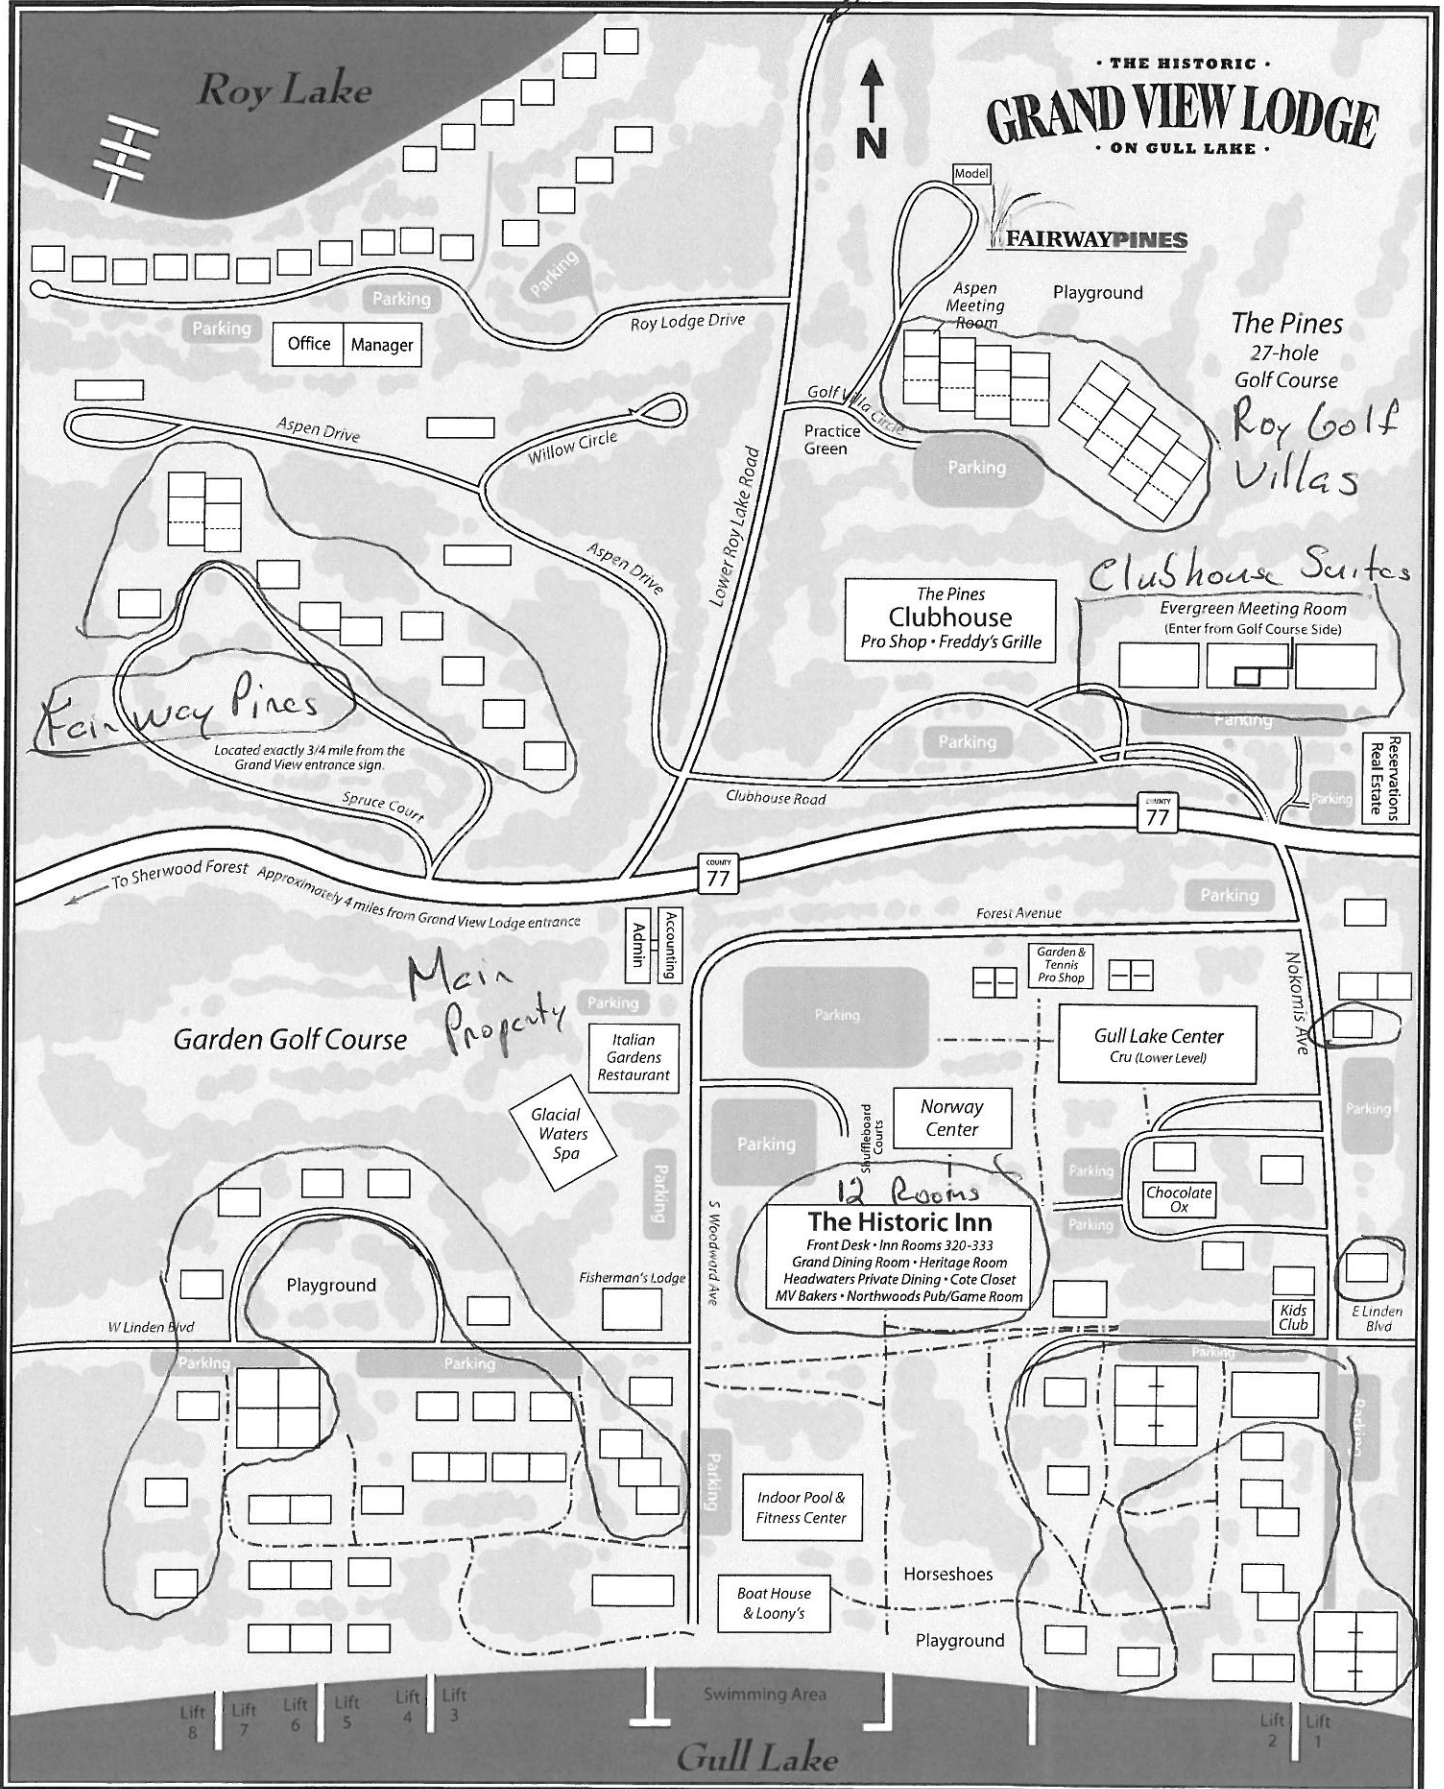 Roy Lake
N
• THE HISTORIC •
GRAND VIEW LODGE
• ON GULL LAKE •
Model
FAIRWAYPINES
Parking
Parking
Parking
Office
Manager
Roy Lodge Drive
Aspen
Meeting
Room
Playground
The Pines
27-hole
Golf Course
Roy Golf
Villas
Golf Villa Circle
Practice
Green
Parking
Aspen Drive
Willow Circle
Aspen Drive
Lower Roy Lake Road
The Pines
Clubhouse
Pro Shop • Freddy's Grille
Clubhouse Suites
Evergreen Meeting Room
(Enter from Golf Course Side)
Parking
Parking
Parking
Reservations
Real Estate
Fairway Pines
Located exactly 3/4 mile from the
Grand View entrance sign.
Spruce Court
Clubhouse Road
COUNTY
77
COUNTY
77
To Sherwood Forest Approximately 4 miles from Grand View Lodge entrance
Admin
Accounting
Parking
Forest Avenue
Nokomis Ave
Main
Property
Garden Golf Course
Parking
Italian
Gardens
Restaurant
Glacial
Waters
Spa
Parking
Parking
Garden &
Tennis
Pro Shop
Gull Lake Center
Cru (Lower Level)
Norway
Center
Shuffleboard
Courts
Parking
Parking
Parking
Parking
Chocolate
Ox
12 Rooms
The Historic Inn
Front Desk • Inn Rooms 320-333
Grand Dining Room • Heritage Room
Headwaters Private Dining • Cote Closet
MV Bakers • Northwoods Pub/Game Room
S Woodward Ave
Playground
Fisherman's Lodge
W Linden Blvd
Kids
Club
E Linden
Blvd
Parking
Parking
Parking
Parking
Parking
Indoor Pool &
Fitness Center
Horseshoes
Boat House
& Loony's
Playground
Lift
8
Lift
7
Lift
6
Lift
5
Lift
4
Lift
3
Swimming Area
Lift
2
Lift
1
Gull Lake